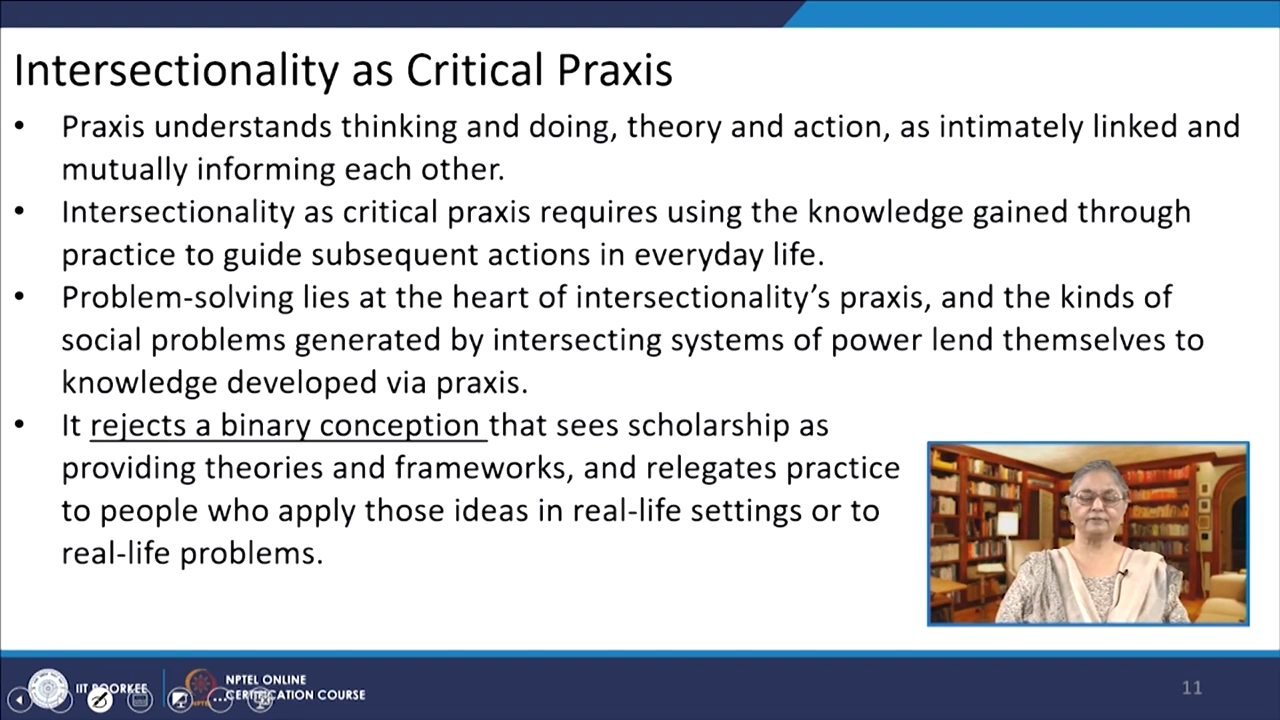 Intersectionality as Critical Praxis
• Praxis understands thinking and doing, theory and action, as intimately linked and
mutually informing each other.
• Intersectionality as critical praxis requires using the knowledge gained through
practice to guide subsequent actions in everyday life.
• Problem-solving lies at the heart of intersectionality’s praxis, and the kinds of
social problems generated by intersecting systems of power lend themselves to
knowledge developed via praxis.
• It rejects a binary conception that sees scholarship as
providing theories and frameworks, and relegates practice
to people who apply those ideas in real-life settings or to
real-life problems.
IIT ROORKEE
NPTEL ONLINE
CERTIFICATION COURSE
11